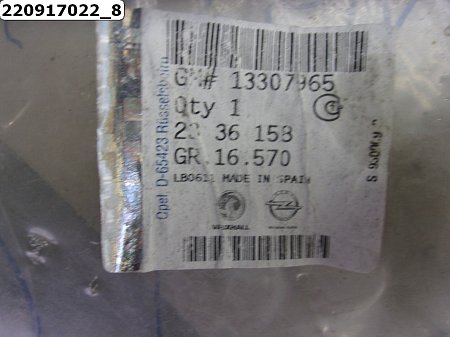 220917022_8
GM# 13307965
Qty 1
23 36 158
GR.16.570
LB0611 MADE IN SPAIN
VAUXHALL
Opel D-65423 Rüsselsheim